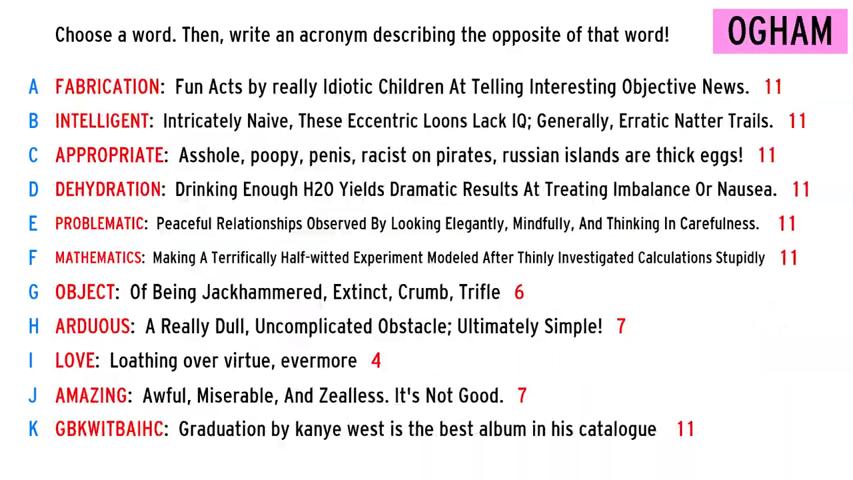 Choose a word. Then, write an acronym describing the opposite of that word!
OGHAM
A FABRICATION: Fun Acts by really Idiotic Children At Telling Interesting Objective News. 11
B INTELLIGENT: Intricately Naive, These Eccentric Loons Lack IQ; Generally, Erratic Natter Trails. 11
C APPROPRIATE: Asshole, poopy, penis, racist on pirates, russian islands are thick eggs! 11
D DEHYDRATION: Drinking Enough H2O Yields Dramatic Results At Treating Imbalance Or Nausea. 11
E PROBLEMATIC: Peaceful Relationships Observed By Looking Elegantly, Mindfully, And Thinking In Carefulness. 11
F MATHEMATICS: Making A Terrifically Half-witted Experiment Modeled After Thinly Investigated Calculations Stupidly 11
G OBJECT: Of Being Jackhammered, Extinct, Crumb, Trifle 6
H ARDUOUS: A Really Dull, Uncomplicated Obstacle; Ultimately Simple! 7
I LOVE: Loathing over virtue, evermore 4
J AMAZING: Awful, Miserable, And Zealless. It's Not Good. 7
K GBKWITBAIHC: Graduation by kanye west is the best album in his catalogue 11